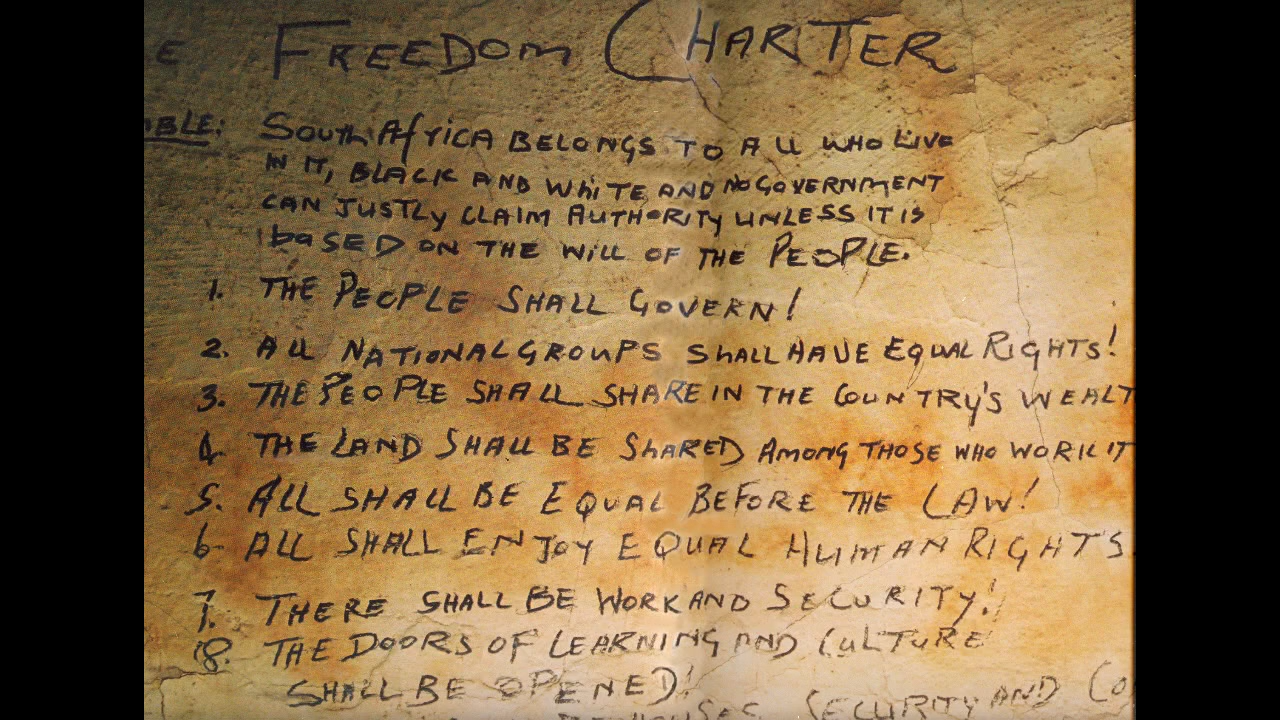 E FREEDOM CHARTER
BLE: SOUTH AFRICA BELONGS TO ALL WHO LIVE
IN IT, BLACK AND WHITE AND NO GOVERNMENT
CAN JUSTLY CLAIM AUTHORITY UNLESS IT IS
BASED ON THE WILL OF THE PEOPLE.
1. THE PEOPLE SHALL GOVERN!
2. ALL NATIONAL GROUPS SHALL HAVE EQUAL RIGHTS!
3. THE PEOPLE SHALL SHARE IN THE COUNTRY'S WEALT
4. THE LAND SHALL BE SHARED AMONG THOSE WHO WORK IT
5. ALL SHALL BE EQUAL BEFORE THE LAW!
6. ALL SHALL ENJOY EQUAL HUMAN RIGHTS
7. THERE SHALL BE WORK AND SECURITY!
8. THE DOORS OF LEARNING AND CULTURE
SHALL BE OPENED!
HOUSES SECURITY AND CO